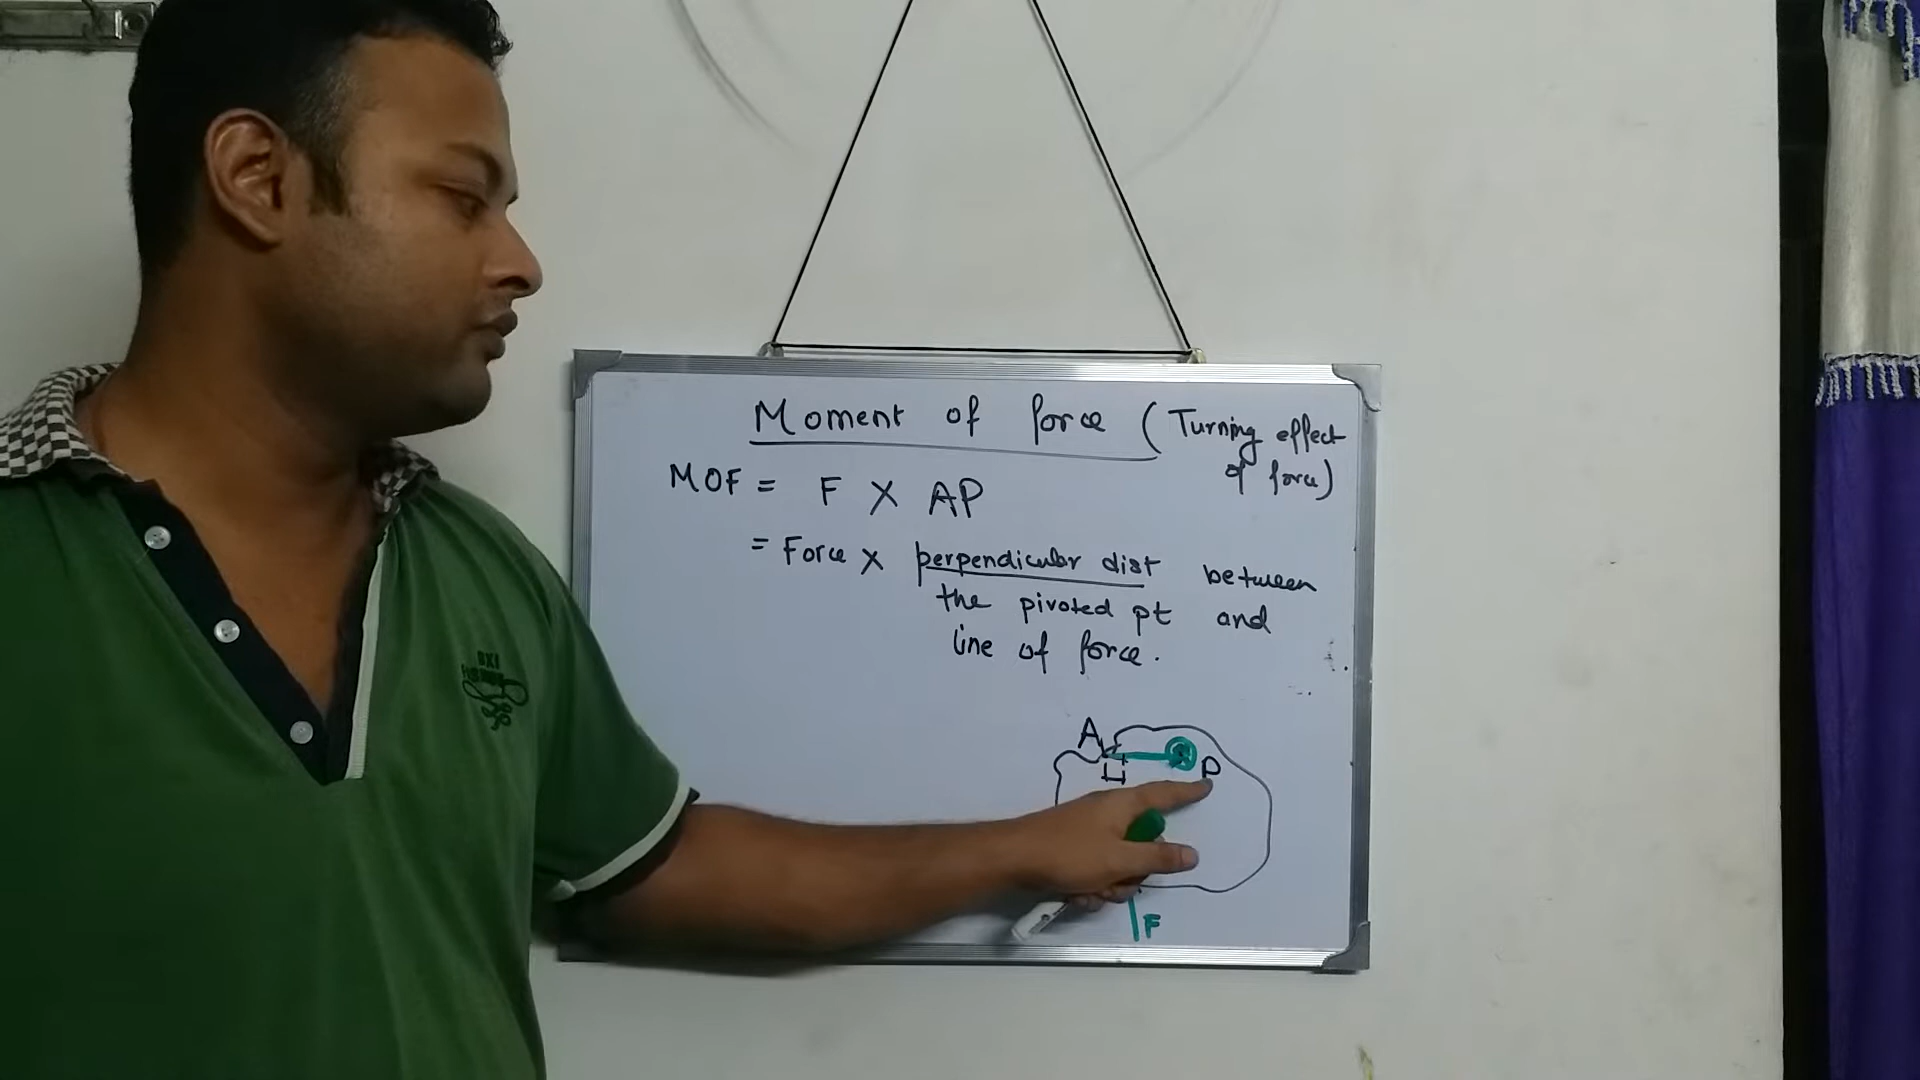 Moment of force (Turning effect
of force)
MOF = F X AP
= Force X perpendicular dist between
the pivoted pt and
line of force.
A
P
F